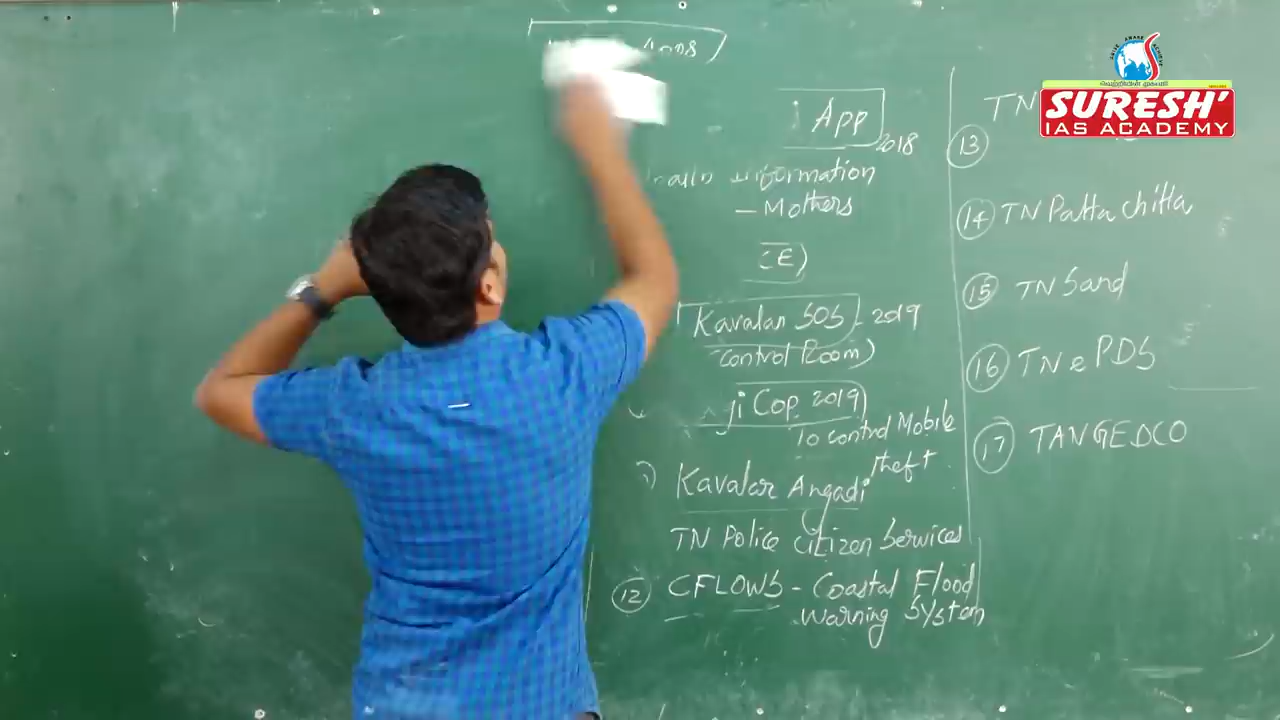 App
2018
information
- Mothers
(E)
Kavalan SOS - 2019
control Room)
ji Cop 2019)
To control Mobile
theft
Kavalar Angadi
TN Police Citizen Services
12 CFLOWS - Coastal Flood
Warning System
TN
13
14 TN Patta chitta
15 TN Sand
16 TN e PDS
17 TANGEDCO
SURESH'
IAS ACADEMY